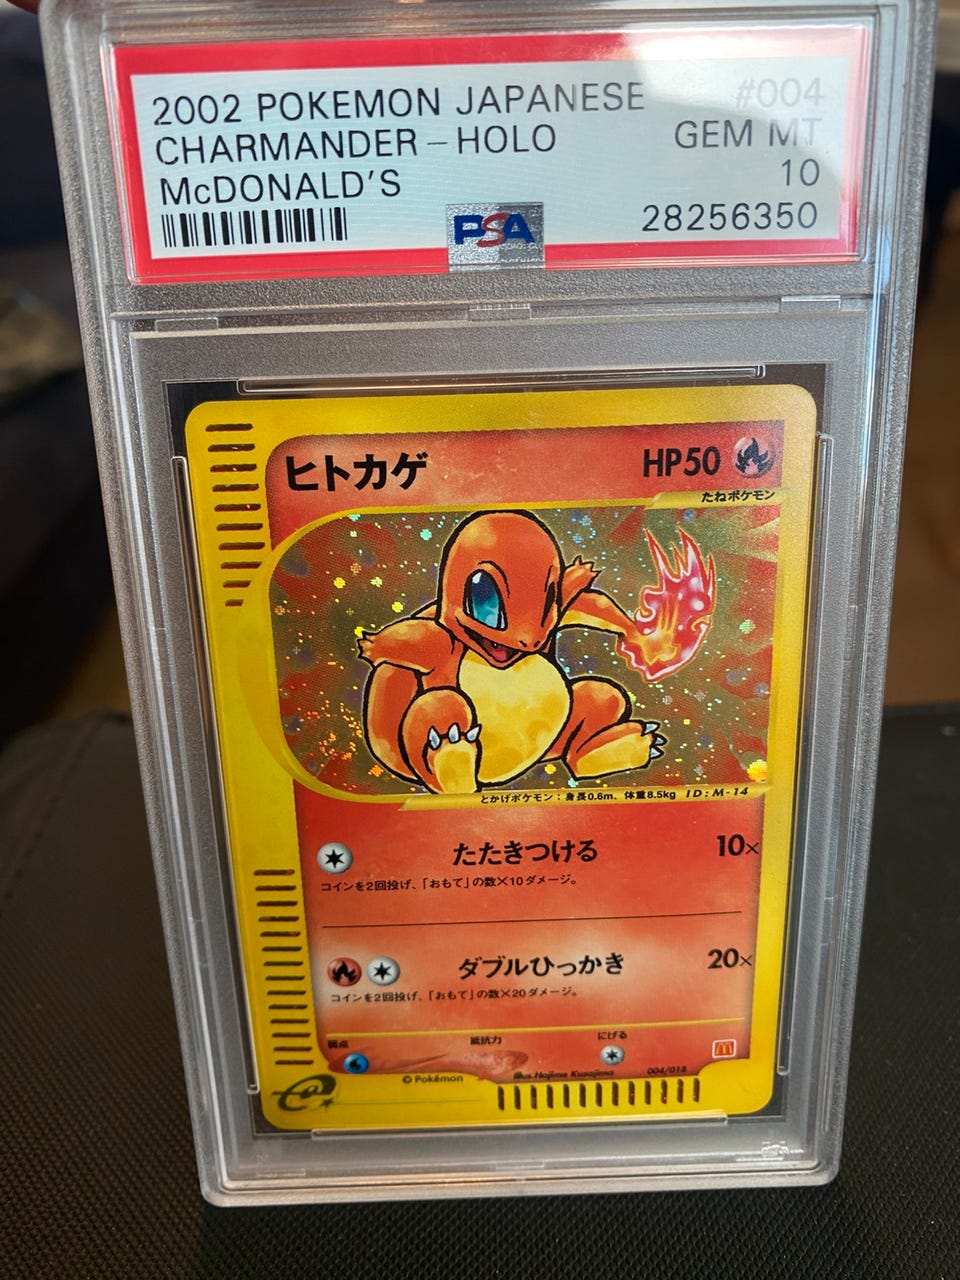 2002 POKEMON JAPANESE #004
CHARMANDER - HOLO GEM MT
McDONALD'S 10
PSA 28256350
ヒトカゲ HP50
たねポケモン
とかげポケモン：身長0.6m、体重8.5kg ID:M-14
たたきつける 10×
コインを2回投げ、「おもて」の数×10ダメージ。
ダブルひっかき 20×
コインを2回投げ、「おもて」の数×20ダメージ。
弱点 抵抗力 にげる
e
© Pokémon Illus. Hajime Kusajima 004/018